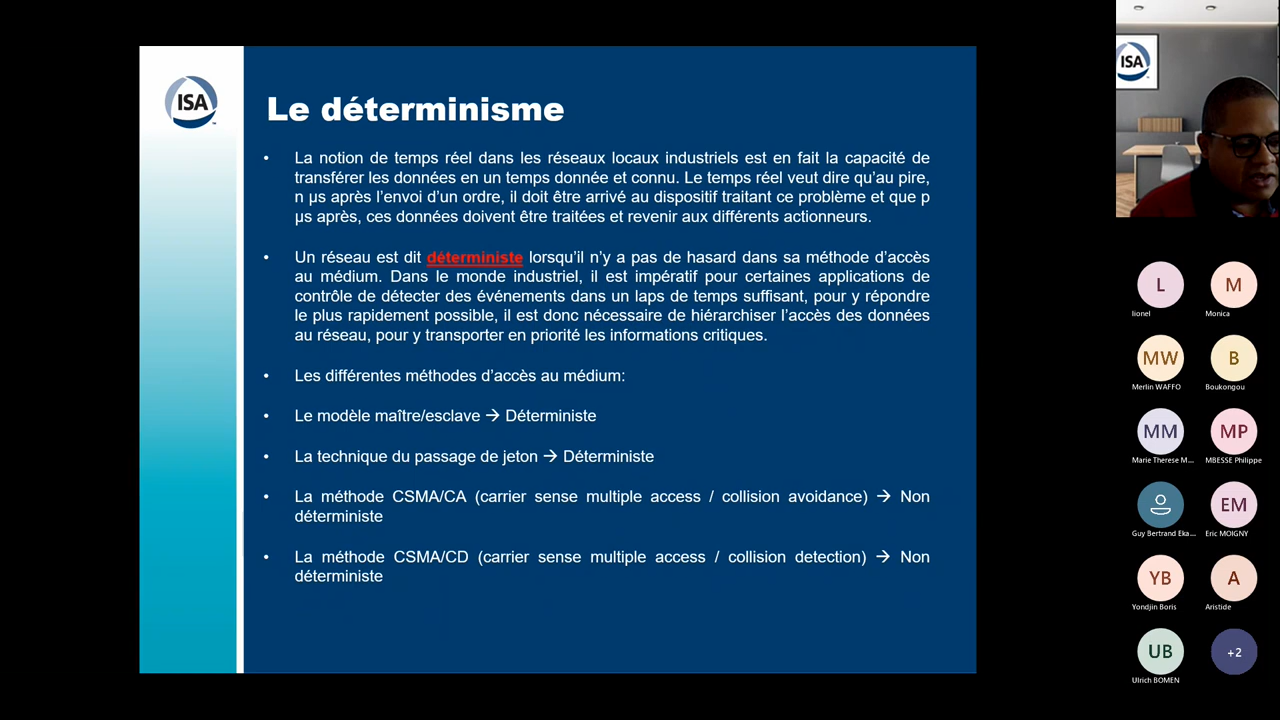 ISA
Le déterminisme
• La notion de temps réel dans les réseaux locaux industriels est en fait la capacité de
transférer les données en un temps donnée et connu. Le temps réel veut dire qu'au pire,
n µs après l'envoi d'un ordre, il doit être arrivé au dispositif traitant ce problème et que p
µs après, ces données doivent être traitées et revenir aux différents actionneurs.
• Un réseau est dit déterministe lorsqu'il n'y a pas de hasard dans sa méthode d'accès
au médium. Dans le monde industriel, il est impératif pour certaines applications de
contrôle de détecter des événements dans un laps de temps suffisant, pour y répondre
le plus rapidement possible, il est donc nécessaire de hiérarchiser l'accès des données
au réseau, pour y transporter en priorité les informations critiques.
• Les différentes méthodes d'accès au médium:
• Le modèle maître/esclave → Déterministe
• La technique du passage de jeton → Déterministe
• La méthode CSMA/CA (carrier sense multiple access / collision avoidance) → Non
déterministe
• La méthode CSMA/CD (carrier sense multiple access / collision detection) → Non
déterministe
ISA
L
lionel
M
Monica
MW
Merlin WAFFO
B
Boukongou
MM
Marie Therese M...
MP
MBESSE Philippe
Guy Bertrand Eka...
EM
Eric MOIGNY
YB
Yondjin Boris
A
Aristide
UB
Ulrich BOMEN
+2